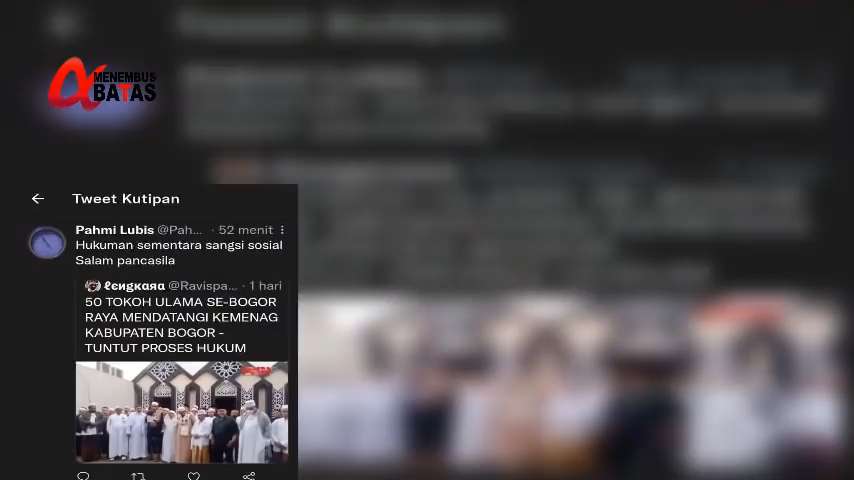 MENEMBUS
BATAS
Tweet Kutipan
Pahmi Lubis @Pah... · 52 menit
Hukuman sementara sangsi sosial
Salam pancasila
ℓєиgкαяα @Ravispa... · 1 hari
50 TOKOH ULAMA SE-BOGOR
RAYA MENDATANGI KEMENAG
KABUPATEN BOGOR -
TUNTUT PROSES HUKUM